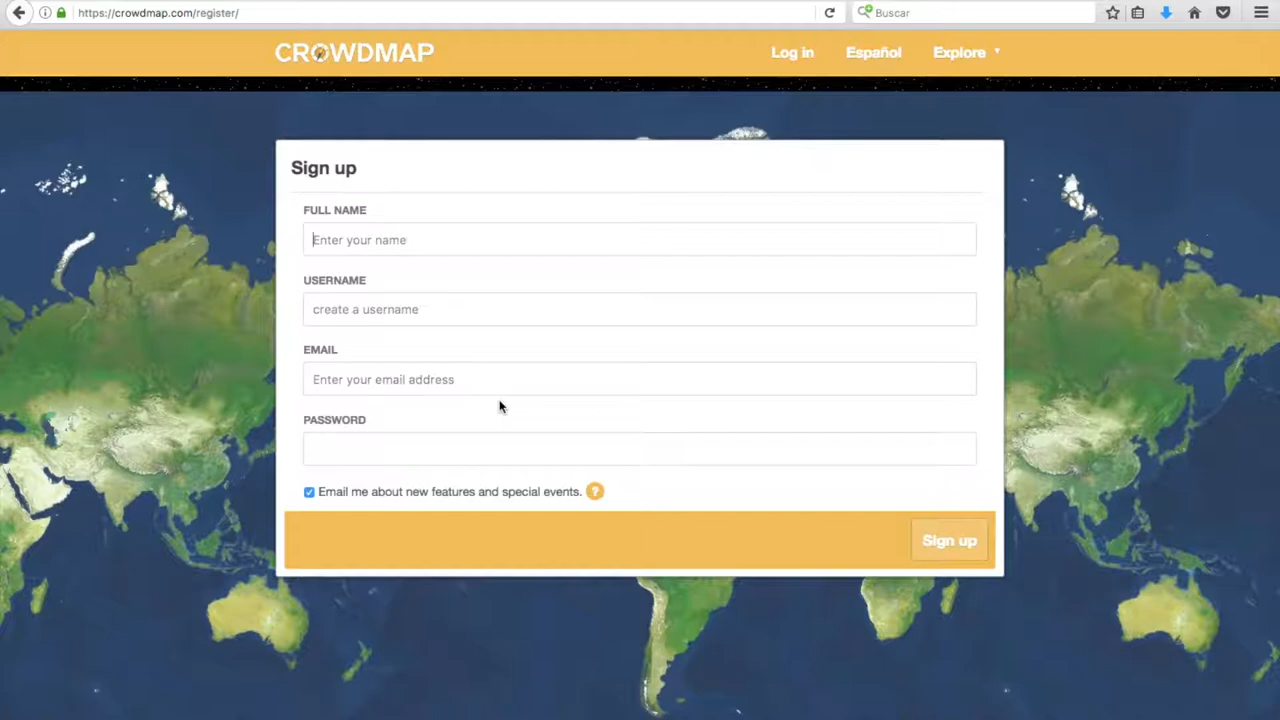 https://crowdmap.com/register/
Buscar
CROWDMAP
Log in
Español
Explore
Sign up
FULL NAME
Enter your name
USERNAME
create a username
EMAIL
Enter your email address
PASSWORD
Email me about new features and special events. ?
Sign up